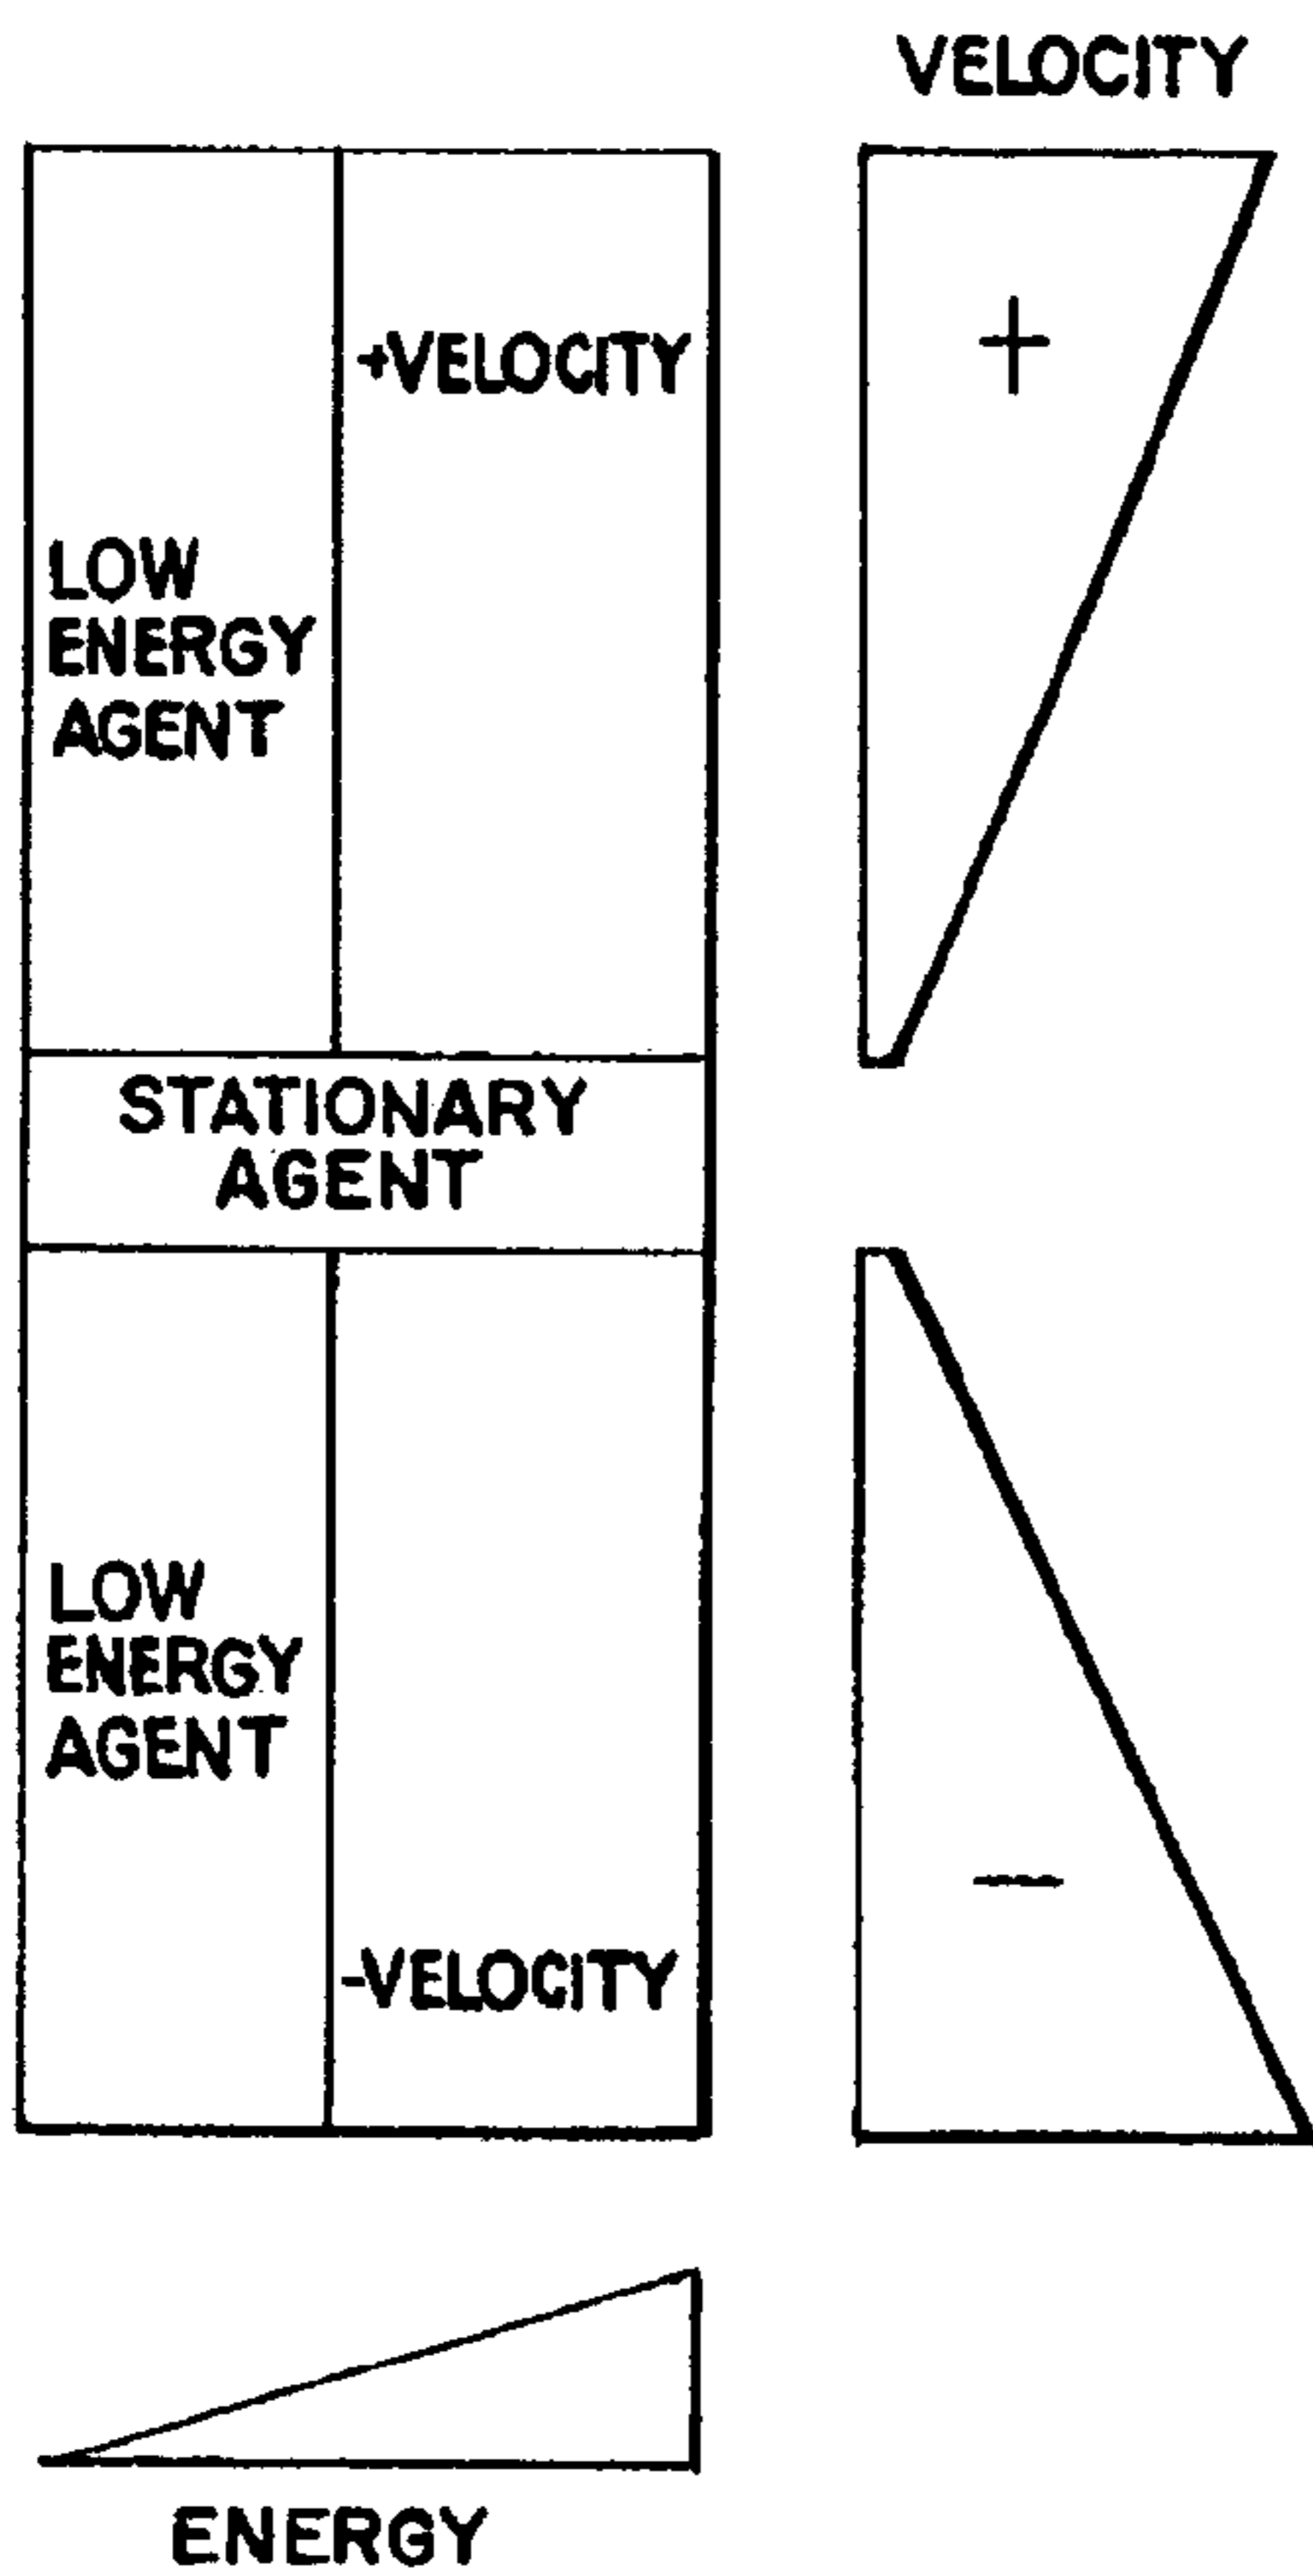 VELOCITY
+VELOCITY
+
LOW
ENERGY
AGENT
STATIONARY
AGENT
LOW
ENERGY
AGENT
-VELOCITY
−
ENERGY